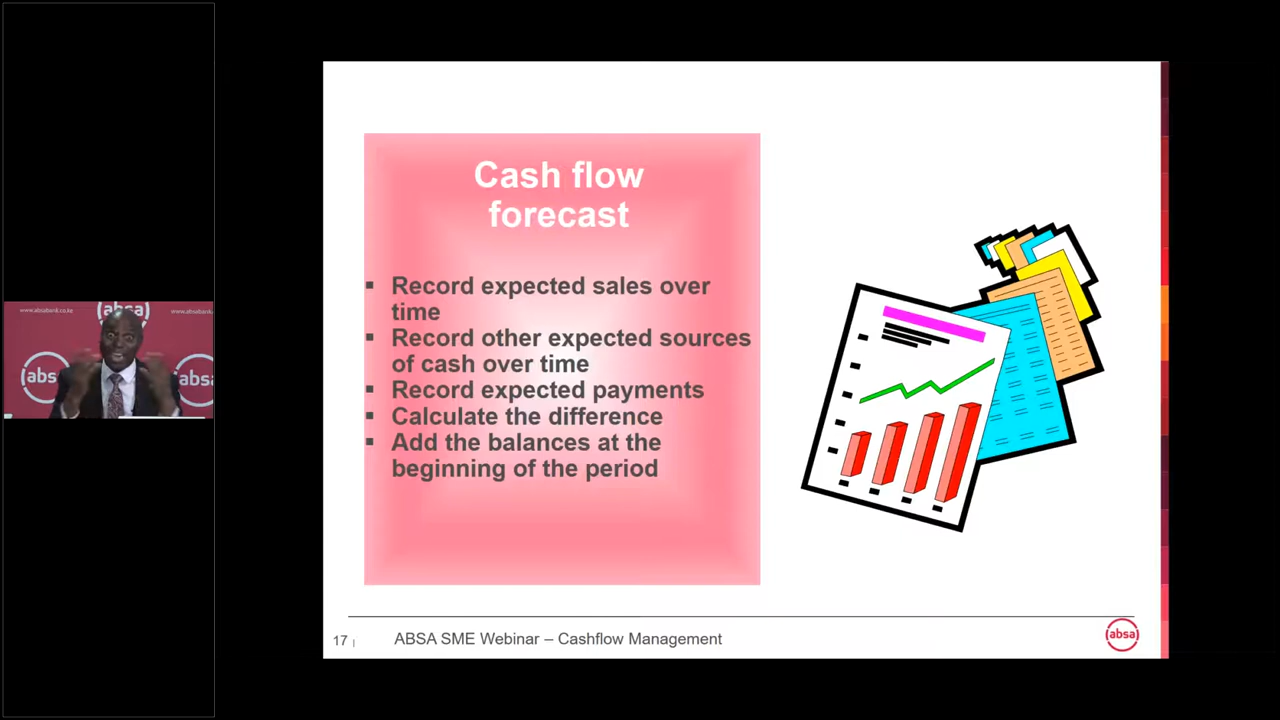 Cash flow
forecast
▪ Record expected sales over
time
▪ Record other expected sources
of cash over time
▪ Record expected payments
▪ Calculate the difference
▪ Add the balances at the
beginning of the period
17 |
ABSA SME Webinar – Cashflow Management
absa
www.absabank.co.ke
absa
www.absa
abs
absa